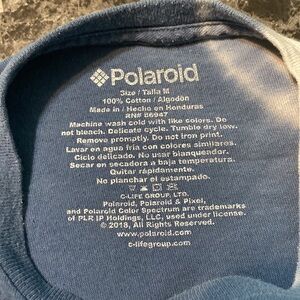 Polaroid
Size / Talla M
100% Cotton / Algodón
Made in / Hecho en Honduras
RN# 86947
Machine wash cold with like colors. Do
not bleach. Delicate cycle. Tumble dry low.
Remove promptly. Do not iron print.
Lavar en agua fría con colores similares.
Ciclo delicado. No usar blanqueador.
Secar en secadora a baja temperatura.
Quitar rápidamente.
No planchar el estampado.
C-LIFE GROUP, LTD.
Polaroid, Polaroid & Pixel,
and Polaroid Color Spectrum are trademarks
of PLR IP Holdings, LLC, used under license.
© 2018, All Rights Reserved.
www.polaroid.com
c-lifegroup.com